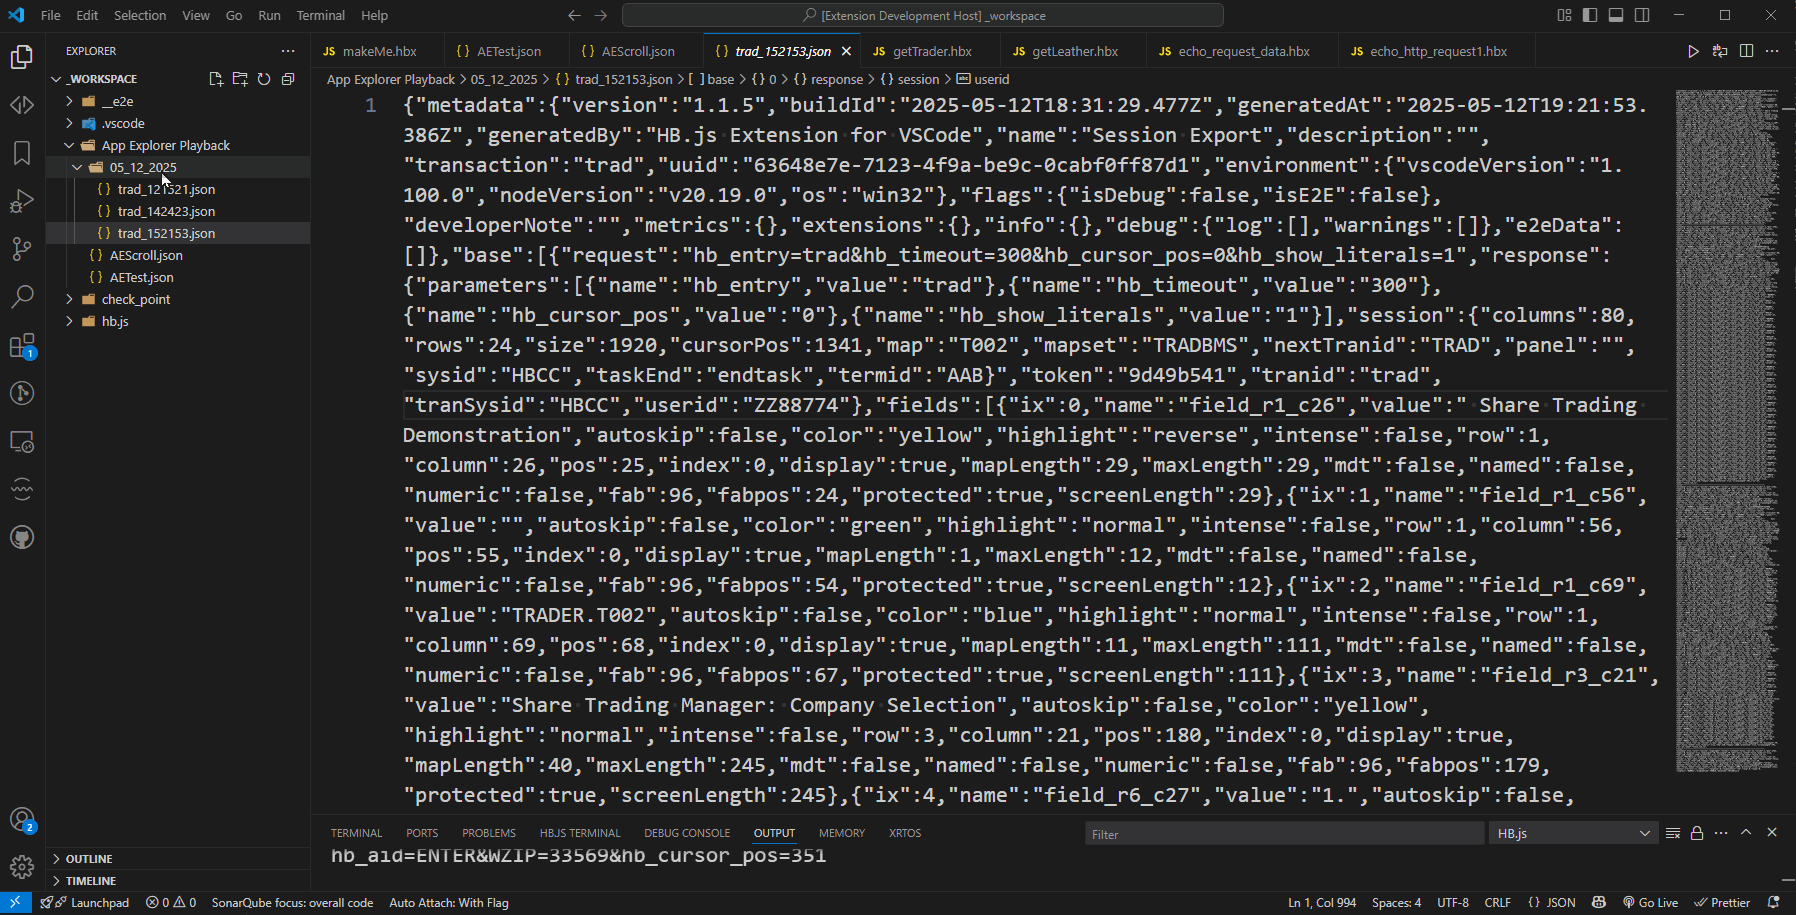 File Edit Selection View Go Run Terminal Help
[Extension Development Host] _workspace
EXPLORER
makeMe.hbx
AETest.json
AEScroll.json
trad_152153.json
getTrader.hbx
getLeather.hbx
echo_request_data.hbx
echo_http_request1.hbx
App Explorer Playback > 05_12_2025 > {} trad_152153.json > [ ] base > {} 0 > {} response > {} session > userid
_WORKSPACE
__e2e
.vscode
App Explorer Playback
05_12_2025
trad_121521.json
trad_142423.json
trad_152153.json
AEScroll.json
AETest.json
check_point
hb.js
1
{"metadata":{"version":"1.1.5","buildId":"2025-05-12T18:31:29.477Z","generatedAt":"2025-05-12T19:21:53.
386Z","generatedBy":"HB.js Extension for VSCode","name":"Session Export","description":"",
"transaction":"trad","uuid":"63648e7e-7123-4f9a-be9c-0cabf0ff87d1","environment":{"vscodeVersion":"1.
100.0","nodeVersion":"v20.19.0","os":"win32"},"flags":{"isDebug":false,"isE2E":false},
"developerNote":"","metrics":{},"extensions":{},"info":{},"debug":{"log":[],"warnings":[]},"e2eData":
[]},"base":[{"request":"hb_entry=trad&hb_timeout=300&hb_cursor_pos=0&hb_show_literals=1","response":
{"parameters":[{"name":"hb_entry","value":"trad"},{"name":"hb_timeout","value":"300"},
{"name":"hb_cursor_pos","value":"0"},{"name":"hb_show_literals","value":"1"}],"session":{"columns":80,
"rows":24,"size":1920,"cursorPos":1341,"map":"T002","mapset":"TRADBMS","nextTranid":"TRAD","panel":"",
"sysid":"HBCC","taskEnd":"endtask","termid":"AAB}","token":"9d49b541","tranid":"trad",
"tranSysid":"HBCC","userid":"ZZ88774"},"fields":[{"ix":0,"name":"field_r1_c26","value":" Share Trading
Demonstration","autoskip":false,"color":"yellow","highlight":"reverse","intense":false,"row":1,
"column":26,"pos":25,"index":0,"display":true,"mapLength":29,"maxLength":29,"mdt":false,"named":false,
"numeric":false,"fab":96,"fabpos":24,"protected":true,"screenLength":29},{"ix":1,"name":"field_r1_c56",
"value":"","autoskip":false,"color":"green","highlight":"normal","intense":false,"row":1,"column":56,
"pos":55,"index":0,"display":true,"mapLength":1,"maxLength":12,"mdt":false,"named":false,
"numeric":false,"fab":96,"fabpos":54,"protected":true,"screenLength":12},{"ix":2,"name":"field_r1_c69",
"value":"TRADER.T002","autoskip":false,"color":"blue","highlight":"normal","intense":false,"row":1,
"column":69,"pos":68,"index":0,"display":true,"mapLength":11,"maxLength":111,"mdt":false,"named":false,
"numeric":false,"fab":96,"fabpos":67,"protected":true,"screenLength":111},{"ix":3,"name":"field_r3_c21",
"value":"Share Trading Manager: Company Selection","autoskip":false,"color":"yellow",
"highlight":"normal","intense":false,"row":3,"column":21,"pos":180,"index":0,"display":true,
"mapLength":40,"maxLength":245,"mdt":false,"named":false,"numeric":false,"fab":96,"fabpos":179,
"protected":true,"screenLength":245},{"ix":4,"name":"field_r6_c27","value":"1.","autoskip":false,
TERMINAL PORTS PROBLEMS HBJS TERMINAL DEBUG CONSOLE OUTPUT MEMORY XRTOS
Filter
HB.js
hb_aid=ENTER&WZIP=33569&hb_cursor_pos=351
OUTLINE
TIMELINE
1
2
Launchpad 0 0 SonarQube focus: overall code Auto Attach: With Flag
Ln 1, Col 994 Spaces: 4 UTF-8 CRLF {} JSON Go Live Prettier